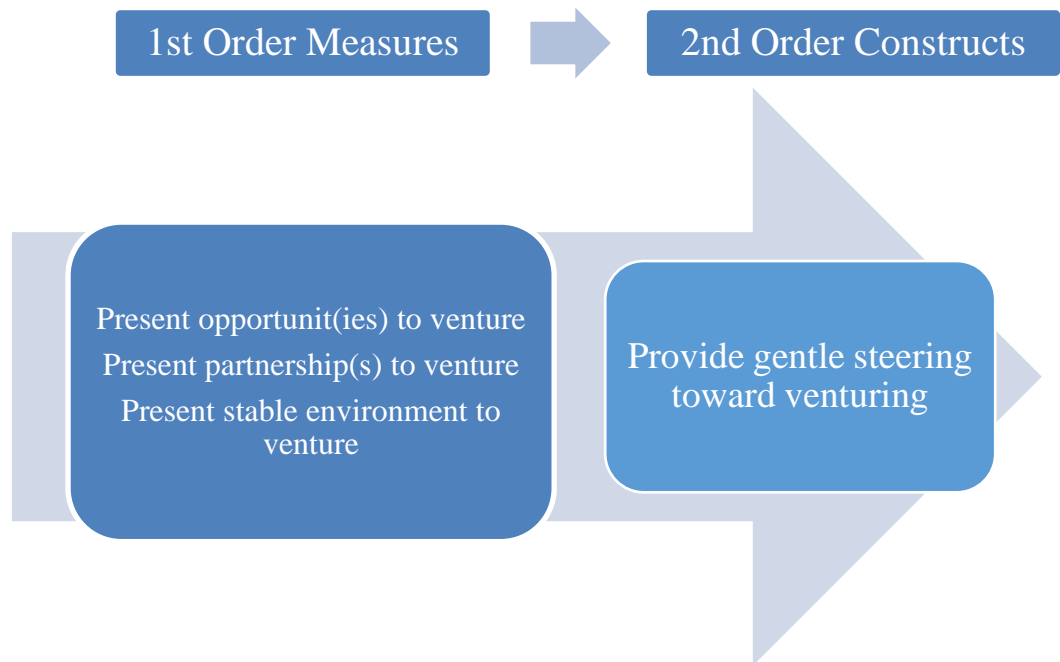 1st Order Measures
2nd Order Constructs
Present opportunit(ies) to venture
Present partnership(s) to venture
Present stable environment to
venture
Provide gentle steering
toward venturing